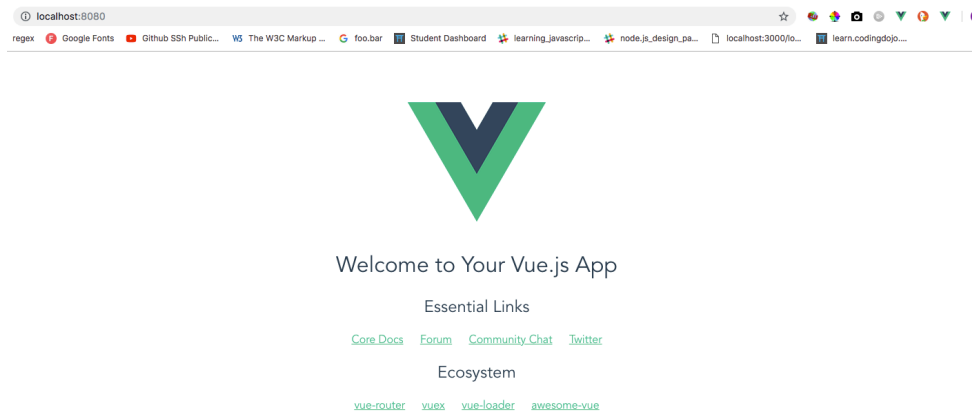 localhost:8080
regex Google Fonts Github SSh Public... W3 The W3C Markup ... G foo.bar Student Dashboard learning_javascrip... node.js_design_pa... localhost:3000/lo... learn.codingdojo....
Welcome to Your Vue.js App
Essential Links
Core Docs Forum Community Chat Twitter
Ecosystem
vue-router vuex vue-loader awesome-vue